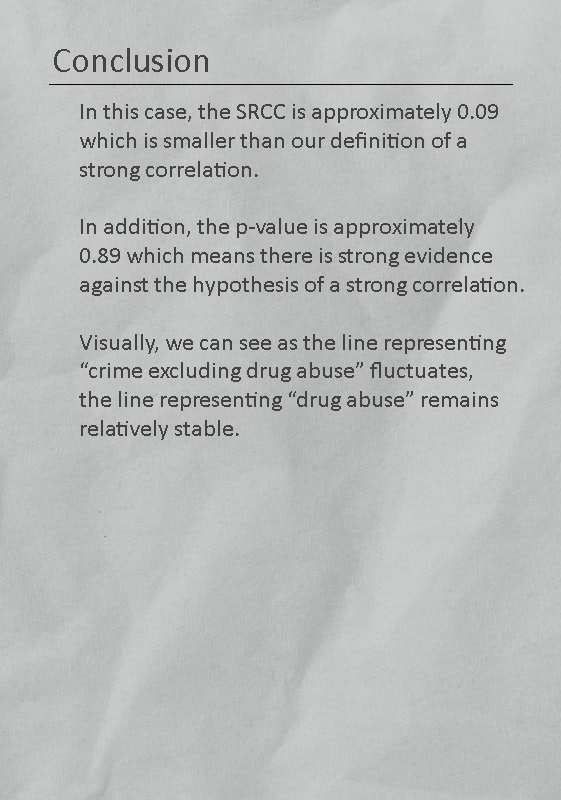 Conclusion
In this case, the SRCC is approximately 0.09
which is smaller than our definition of a
strong correlation.
In addition, the p-value is approximately
0.89 which means there is strong evidence
against the hypothesis of a strong correlation.
Visually, we can see as the line representing
“crime excluding drug abuse” fluctuates,
the line representing “drug abuse” remains
relatively stable.